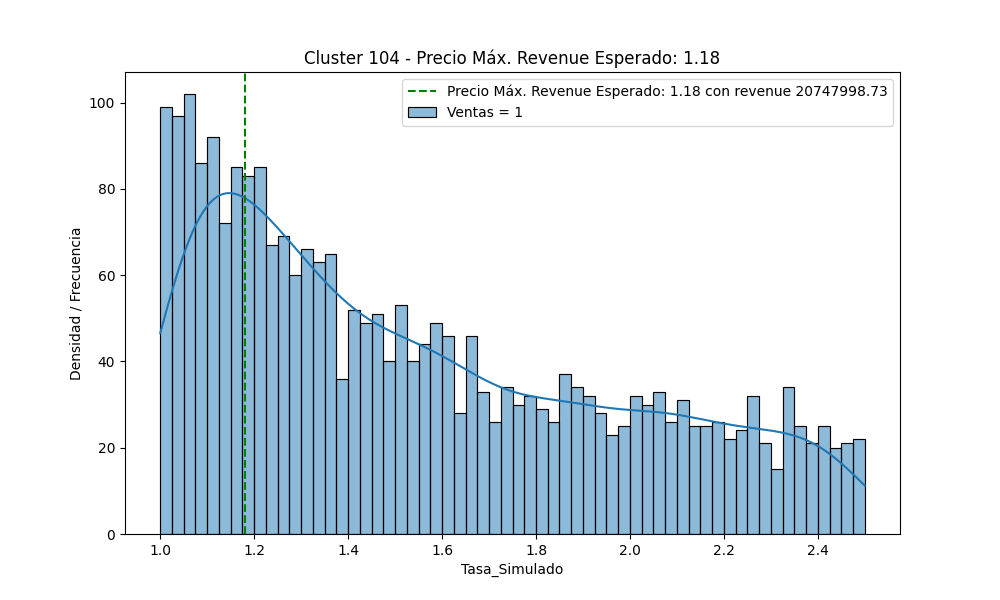 Cluster 104 - Precio Máx. Revenue Esperado: 1.18
Precio Máx. Revenue Esperado: 1.18 con revenue 20747998.73
Ventas = 1
Densidad / Frecuencia
100
80
60
40
20
0
1.0 1.2 1.4 1.6 1.8 2.0 2.2 2.4
Tasa_Simulado